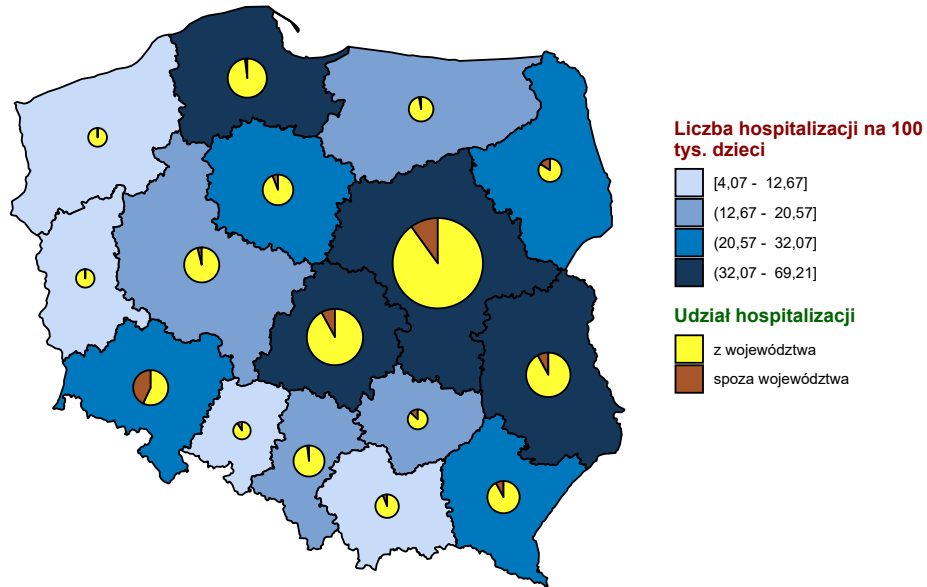 Liczba hospitalizacji na 100
tys. dzieci
[4,07 - 12,67]
(12,67 - 20,57]
(20,57 - 32,07]
(32,07 - 69,21]
Udział hospitalizacji
z województwa
spoza województwa